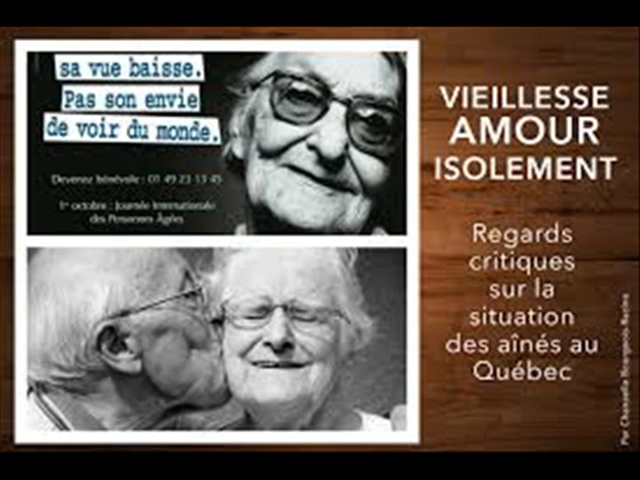 sa vue baisse.
Pas son envie
de voir du monde.
Devenez bénévole : 01 49 23 13 45
1er octobre : Journée Internationale
des Personnes Âgées
VIEILLESSE
AMOUR
ISOLEMENT
Regards
critiques
sur la
situation
des aînés au
Québec
Par